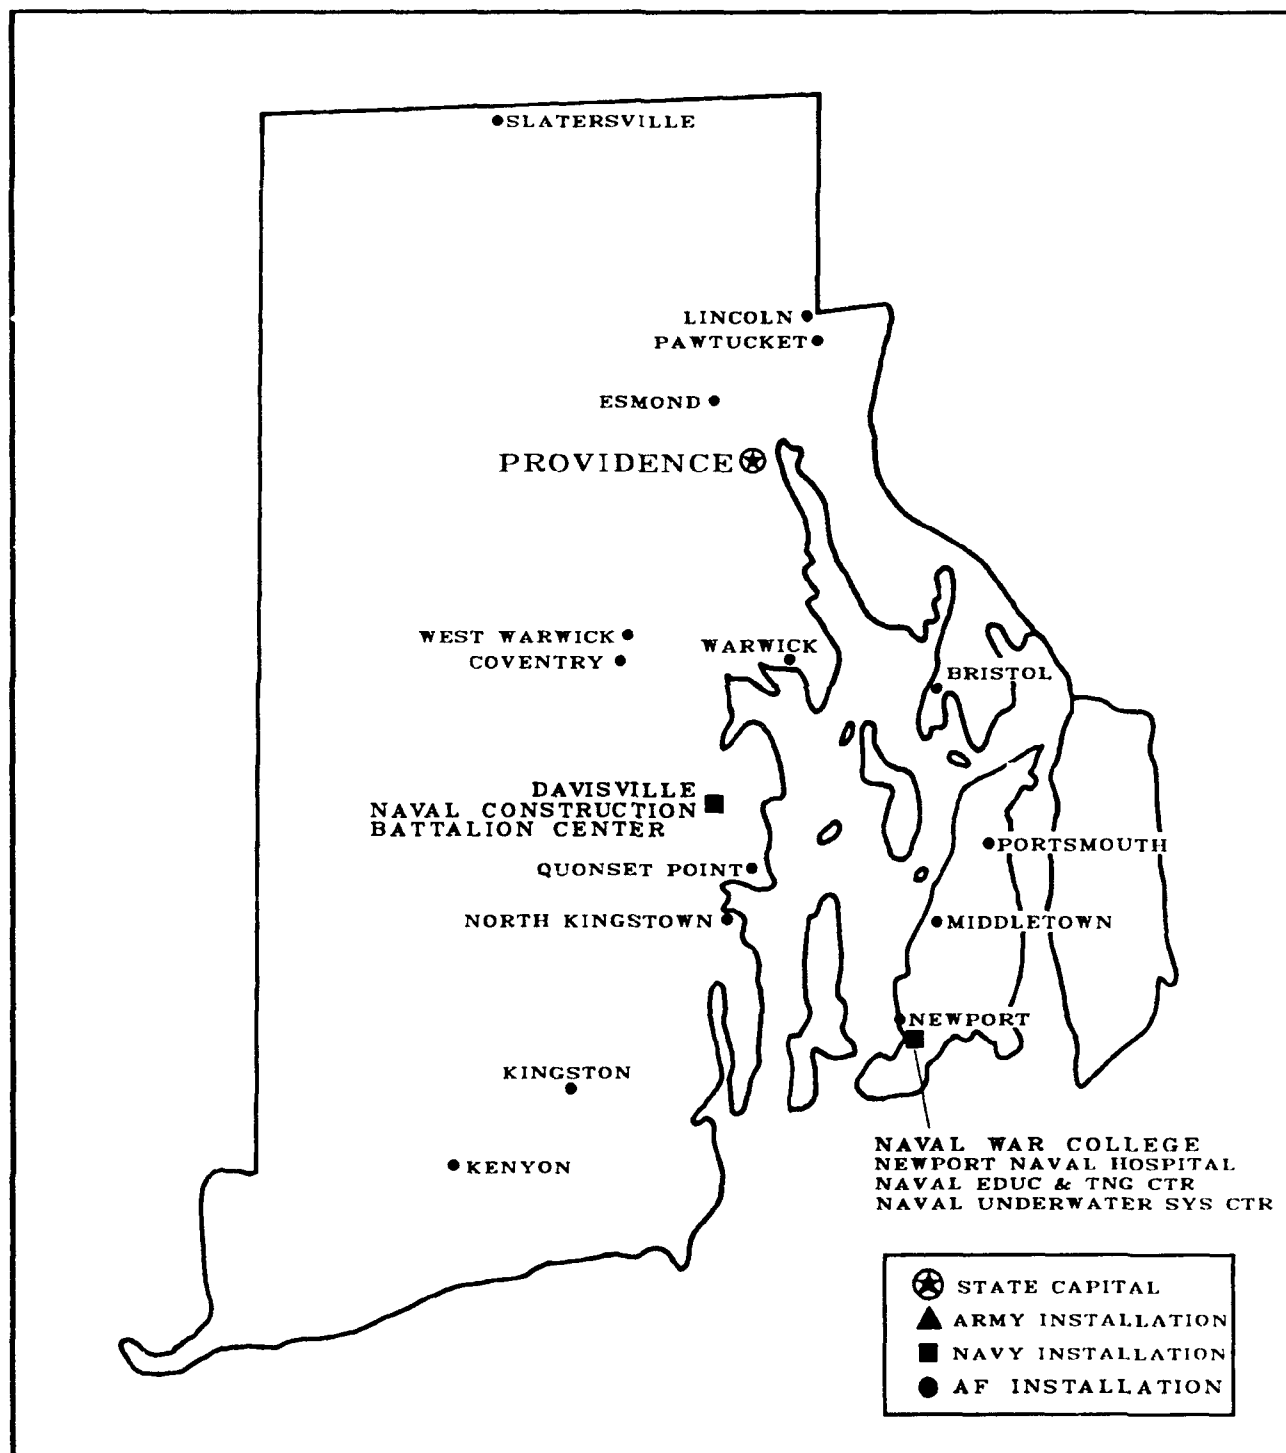 SLATERSVILLE
LINCOLN
PAWTUCKET
ESMOND
PROVIDENCE
WEST WARWICK
WARWICK
COVENTRY
BRISTOL
DAVISVILLE
NAVAL CONSTRUCTION
BATTALION CENTER
PORTSMOUTH
QUONSET POINT
NORTH KINGSTOWN
MIDDLETOWN
NEWPORT
KINGSTON
KENYON
NAVAL WAR COLLEGE
NEWPORT NAVAL HOSPITAL
NAVAL EDUC & TNG CTR
NAVAL UNDERWATER SYS CTR
STATE CAPITAL
ARMY INSTALLATION
NAVY INSTALLATION
AF INSTALLATION